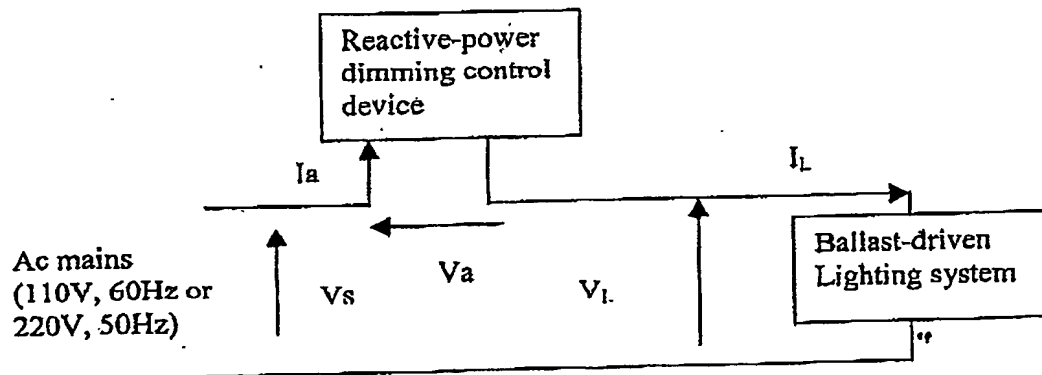 Reactive-power
dimming control
device
Ia
IL
Ac mains
(110V, 60Hz or
220V, 50Hz)
Vs
Va
VL
Ballast-driven
Lighting system